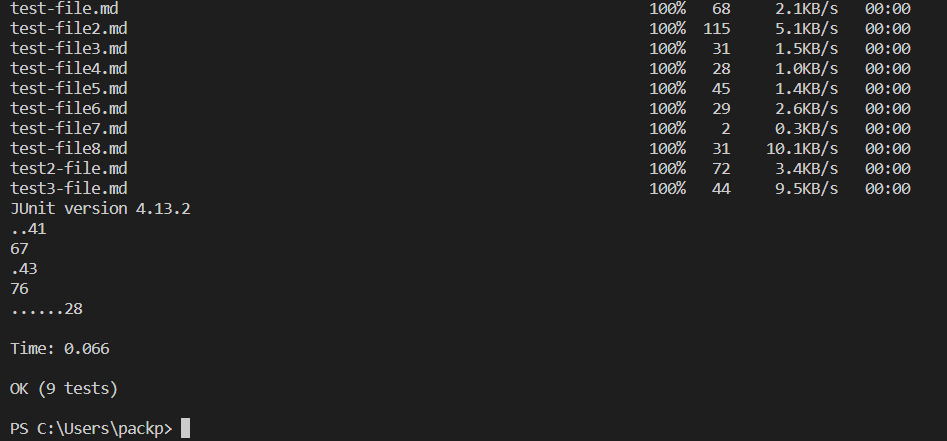 test-file.md 100% 68 2.1KB/s 00:00
test-file2.md 100% 115 5.1KB/s 00:00
test-file3.md 100% 31 1.5KB/s 00:00
test-file4.md 100% 28 1.0KB/s 00:00
test-file5.md 100% 45 1.4KB/s 00:00
test-file6.md 100% 29 2.6KB/s 00:00
test-file7.md 100% 2 0.3KB/s 00:00
test-file8.md 100% 31 10.1KB/s 00:00
test2-file.md 100% 72 3.4KB/s 00:00
test3-file.md 100% 44 9.5KB/s 00:00
JUnit version 4.13.2
..41
67
.43
76
......28
Time: 0.066
OK (9 tests)
PS C:\Users\packp>